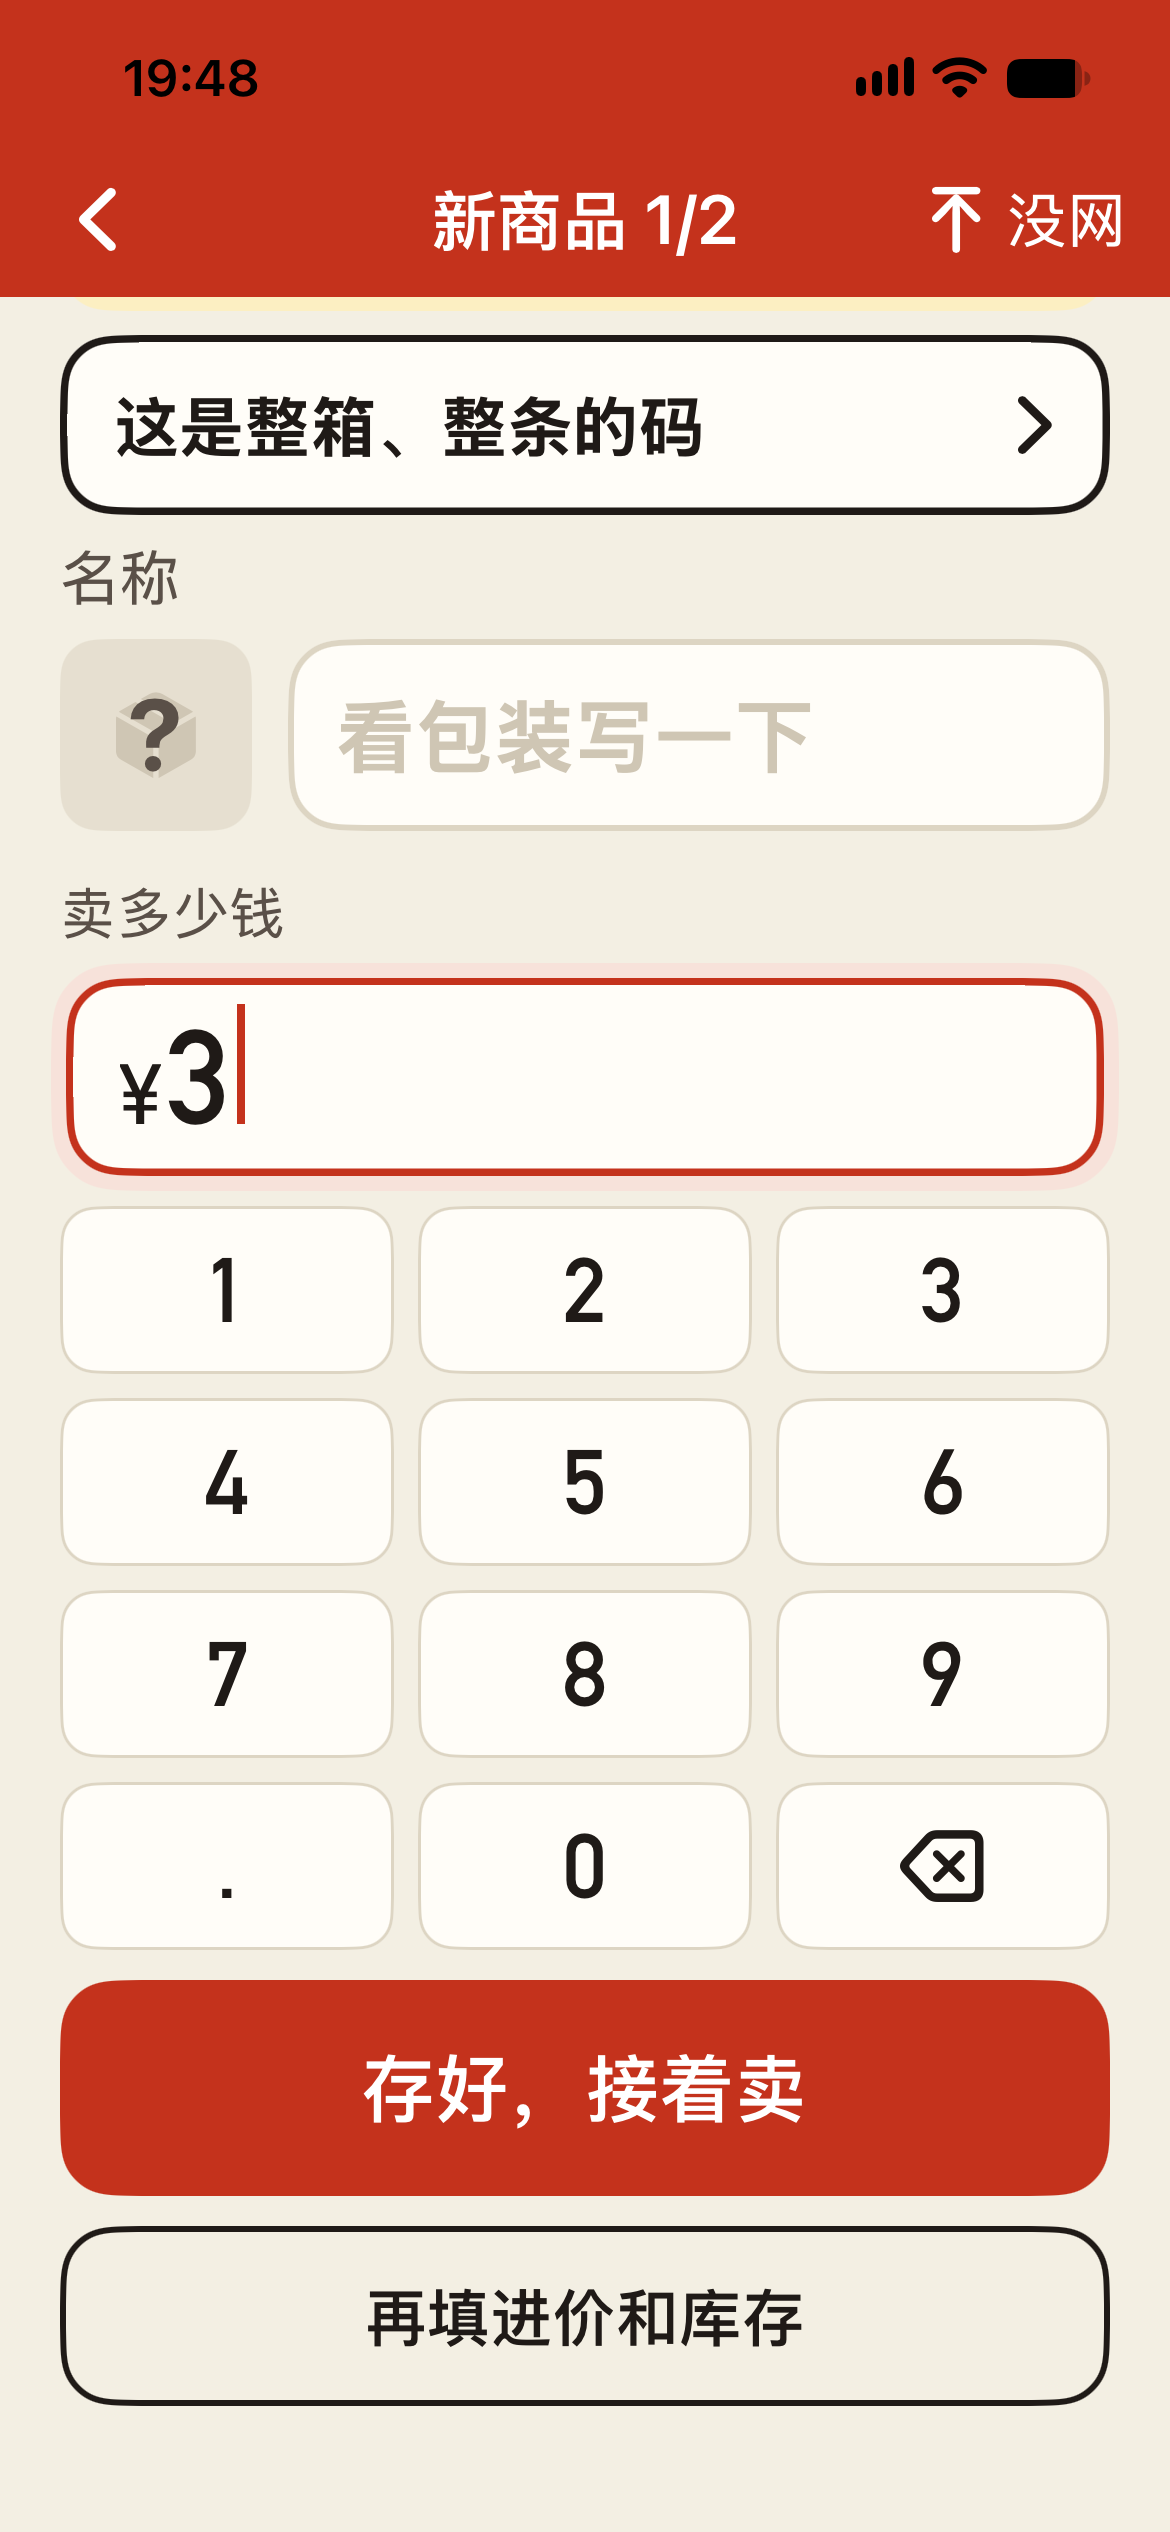 19:48
新商品 1/2
没网
这是整箱、整条的码
名称
?
看包装写一下
卖多少钱
¥3
1 2 3
4 5 6
7 8 9
. 0
存好，接着卖
再填进价和库存